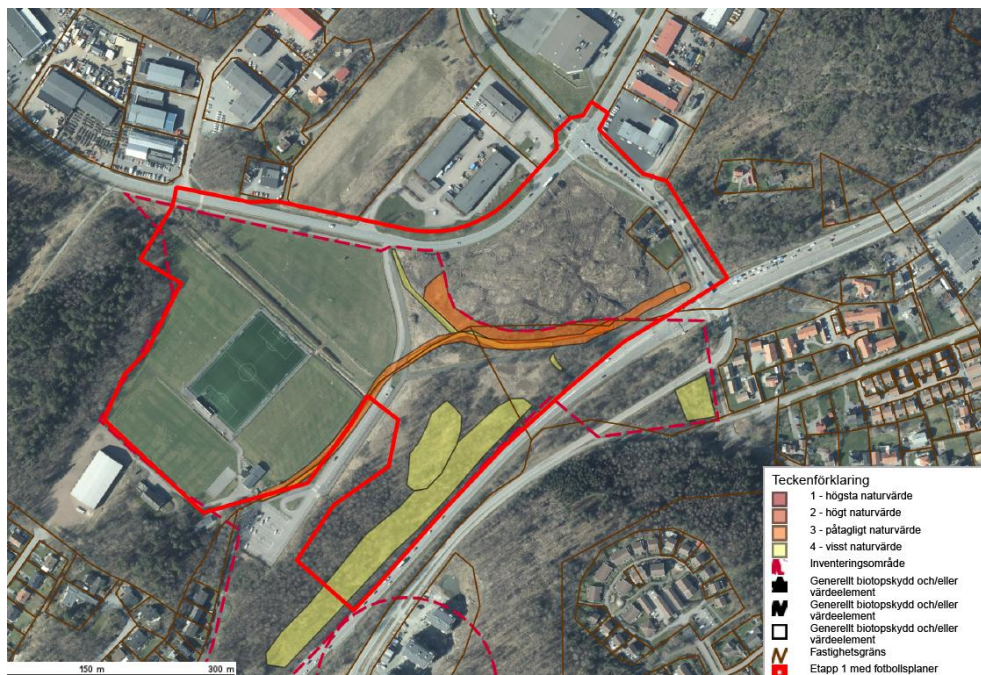 Teckenförklaring
1 - högsta naturvärde
2 - högt naturvärde
3 - påtagligt naturvärde
4 - visst naturvärde
Inventeringsområde
Generellt biotopskydd och/eller
värdeelement
Generellt biotopskydd och/eller
värdeelement
Generellt biotopskydd och/eller
värdeelement
Fastighetsgräns
Etapp 1 med fotbollsplaner
150 m
300 m